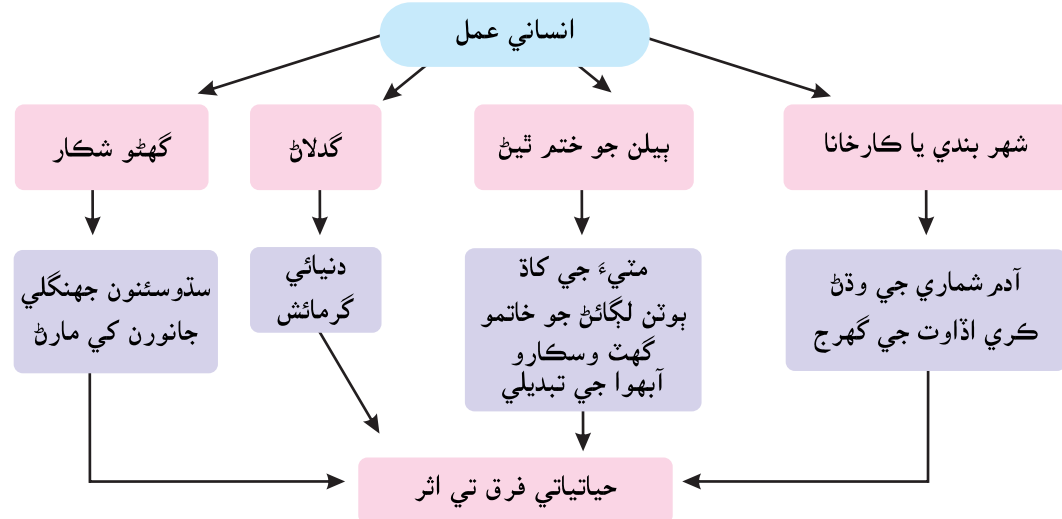 انساني عمل
شهر بندي يا ڪارخانا
ٻيلن جو ختم ٿيڻ
گدلاڻ
گهڻو شڪار
آدم شماري جي وڌڻ
ڪري اڏاوت جي گهرج
مٽيءَ جي کاڌ
ٻوٽن لڳائڻ جو خاتمو
گهٽ وسڪارو
آبهوا جي تبديلي
دنيائي
گرمائش
سڌوسئنون جهنگلي
جانورن کي مارڻ
حياتياتي فرق تي اثر